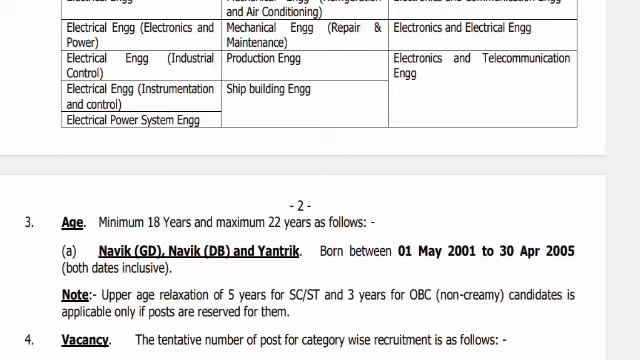 and Air Conditioning)
Electrical Engg (Electronics and Power)
Mechanical Engg (Repair & Maintenance)
Electronics and Electrical Engg
Electrical Engg (Industrial Control)
Production Engg
Electronics and Telecommunication Engg
Electrical Engg (Instrumentation and control)
Ship building Engg
Electrical Power System Engg
- 2 -
3. Age. Minimum 18 Years and maximum 22 years as follows: -
(a) Navik (GD), Navik (DB) and Yantrik. Born between 01 May 2001 to 30 Apr 2005
(both dates inclusive).
Note:- Upper age relaxation of 5 years for SC/ST and 3 years for OBC (non-creamy) candidates is
applicable only if posts are reserved for them.
4. Vacancy. The tentative number of post for category wise recruitment is as follows: -